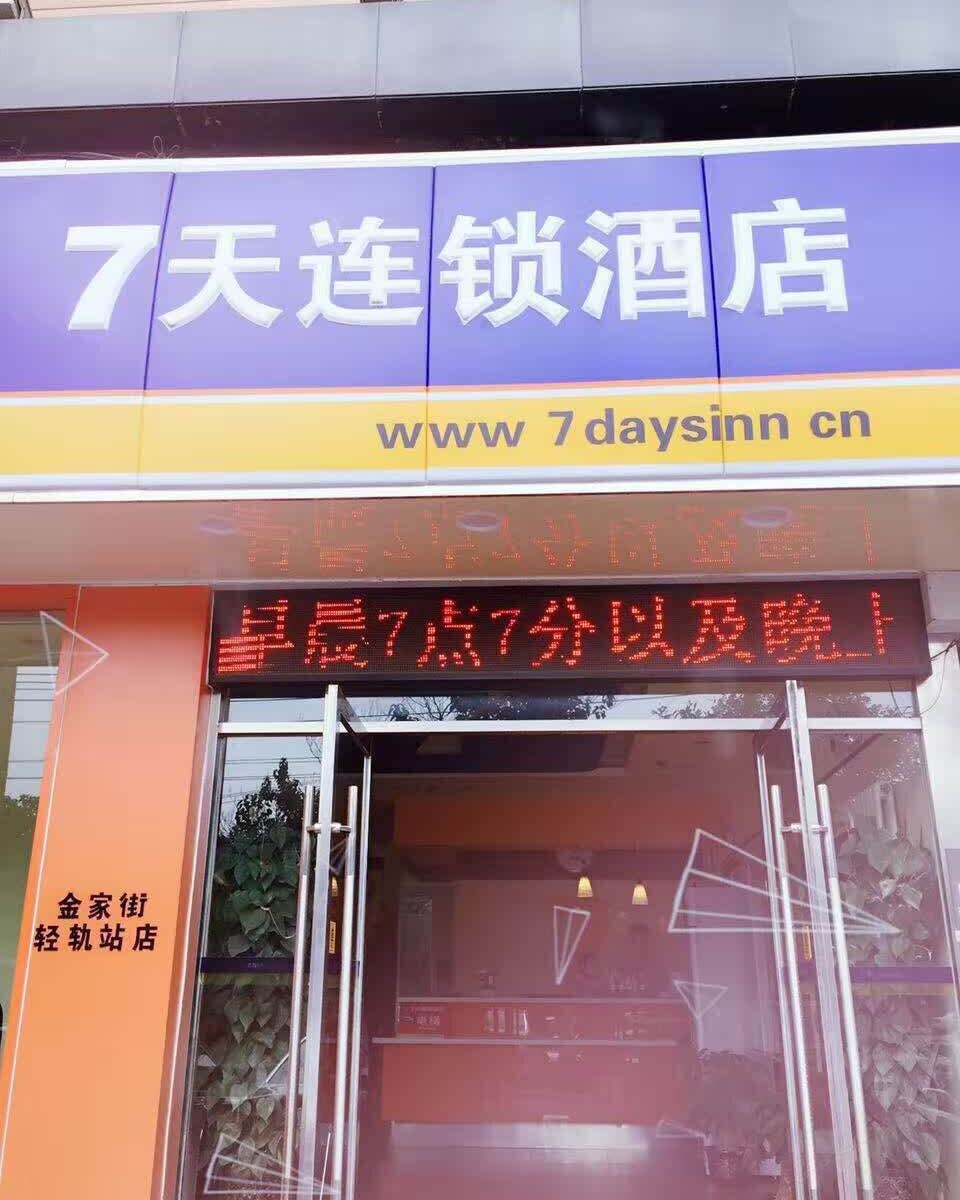 7天连锁酒店
www 7daysinn cn
早晨7点7分以及晚上
金家街
轻轨站店